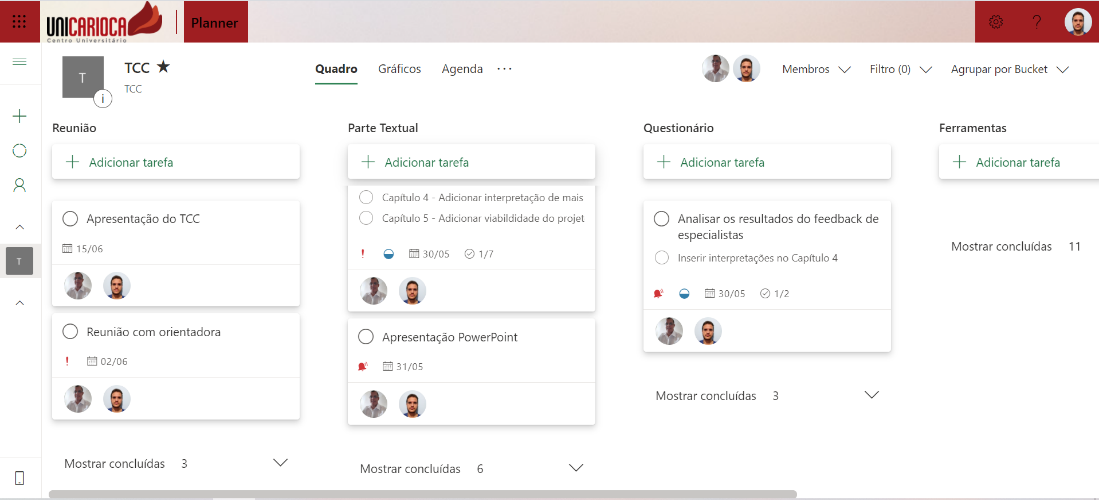 UNICARIOCA
Centro Universitário
Planner
?
T
TCC ★
TCC
i
Quadro
Gráficos
Agenda
...
Membros
Filtro (0)
Agrupar por Bucket
T
Reunião
+ Adicionar tarefa
Apresentação do TCC
15/06
Reunião com orientadora
! 02/06
Mostrar concluídas 3
Parte Textual
+ Adicionar tarefa
Capítulo 4 - Adicionar interpretação de mais
Capítulo 5 - Adicionar viabildidade do projet
! 30/05 1/7
Apresentação PowerPoint
31/05
Mostrar concluídas 6
Questionário
+ Adicionar tarefa
Analisar os resultados do feedback de
especialistas
Inserir interpretações no Capítulo 4
30/05 1/2
Mostrar concluídas 3
Ferramentas
+ Adicionar tarefa
Mostrar concluídas 11